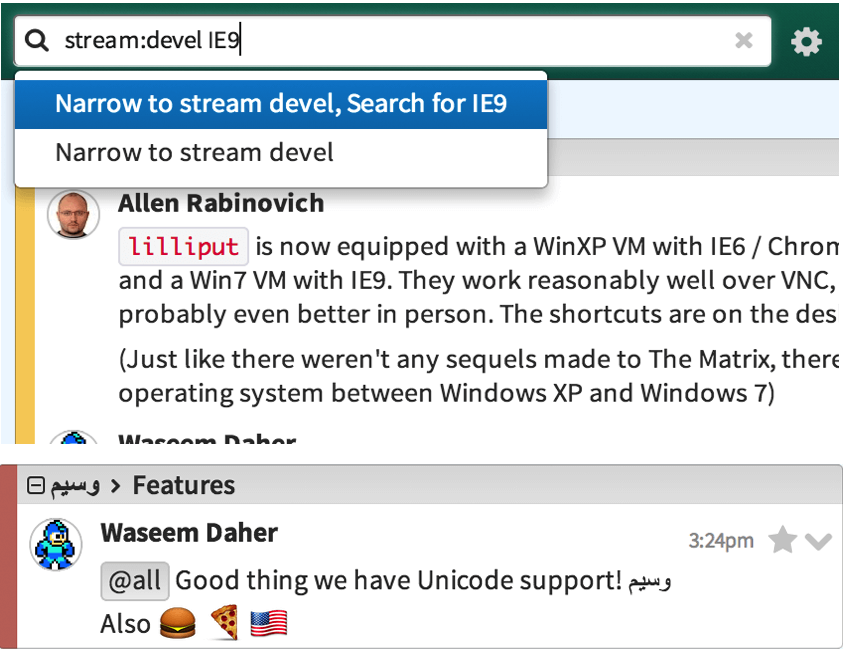 stream:devel IE9
Narrow to stream devel, Search for IE9
Narrow to stream devel
Allen Rabinovich
lilliput is now equipped with a WinXP VM with IE6 / Chrom
and a Win7 VM with IE9. They work reasonably well over VNC,
probably even better in person. The shortcuts are on the des
(Just like there weren't any sequels made to The Matrix, there
operating system between Windows XP and Windows 7)
Waseem Daher
وسيم > Features
Waseem Daher 3:24pm
@all Good thing we have Unicode support! وسيم
Also 🍔 🍕 🇺🇸